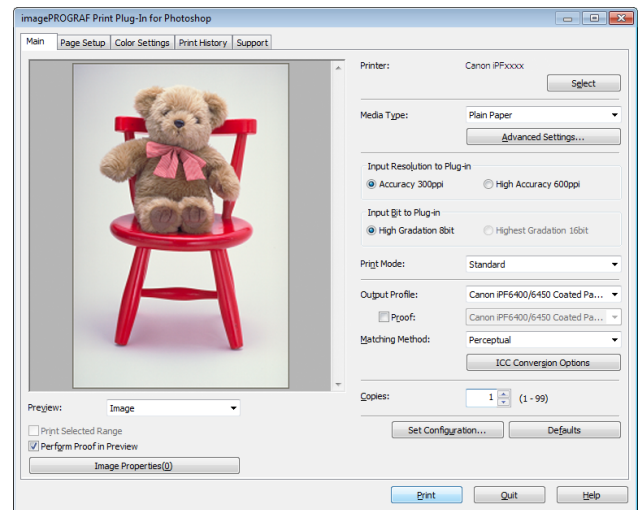 imagePROGRAF Print Plug-In for Photoshop
Main Page Setup Color Settings Print History Support
Printer: Canon iPFxxxx
Select
Media Type: Plain Paper
Advanced Settings...
Input Resolution to Plug-in
Accuracy 300ppi High Accuracy 600ppi
Input Bit to Plug-in
High Gradation 8bit Highest Gradation 16bit
Print Mode: Standard
Output Profile: Canon iPF6400/6450 Coated Pa...
Proof: Canon iPF6400/6450 Coated Pa...
Matching Method: Perceptual
ICC Conversion Options
Copies: 1 (1 - 99)
Preview: Image
Print Selected Range
Perform Proof in Preview
Image Properties(0)
Set Configuration... Defaults
Print Quit Help